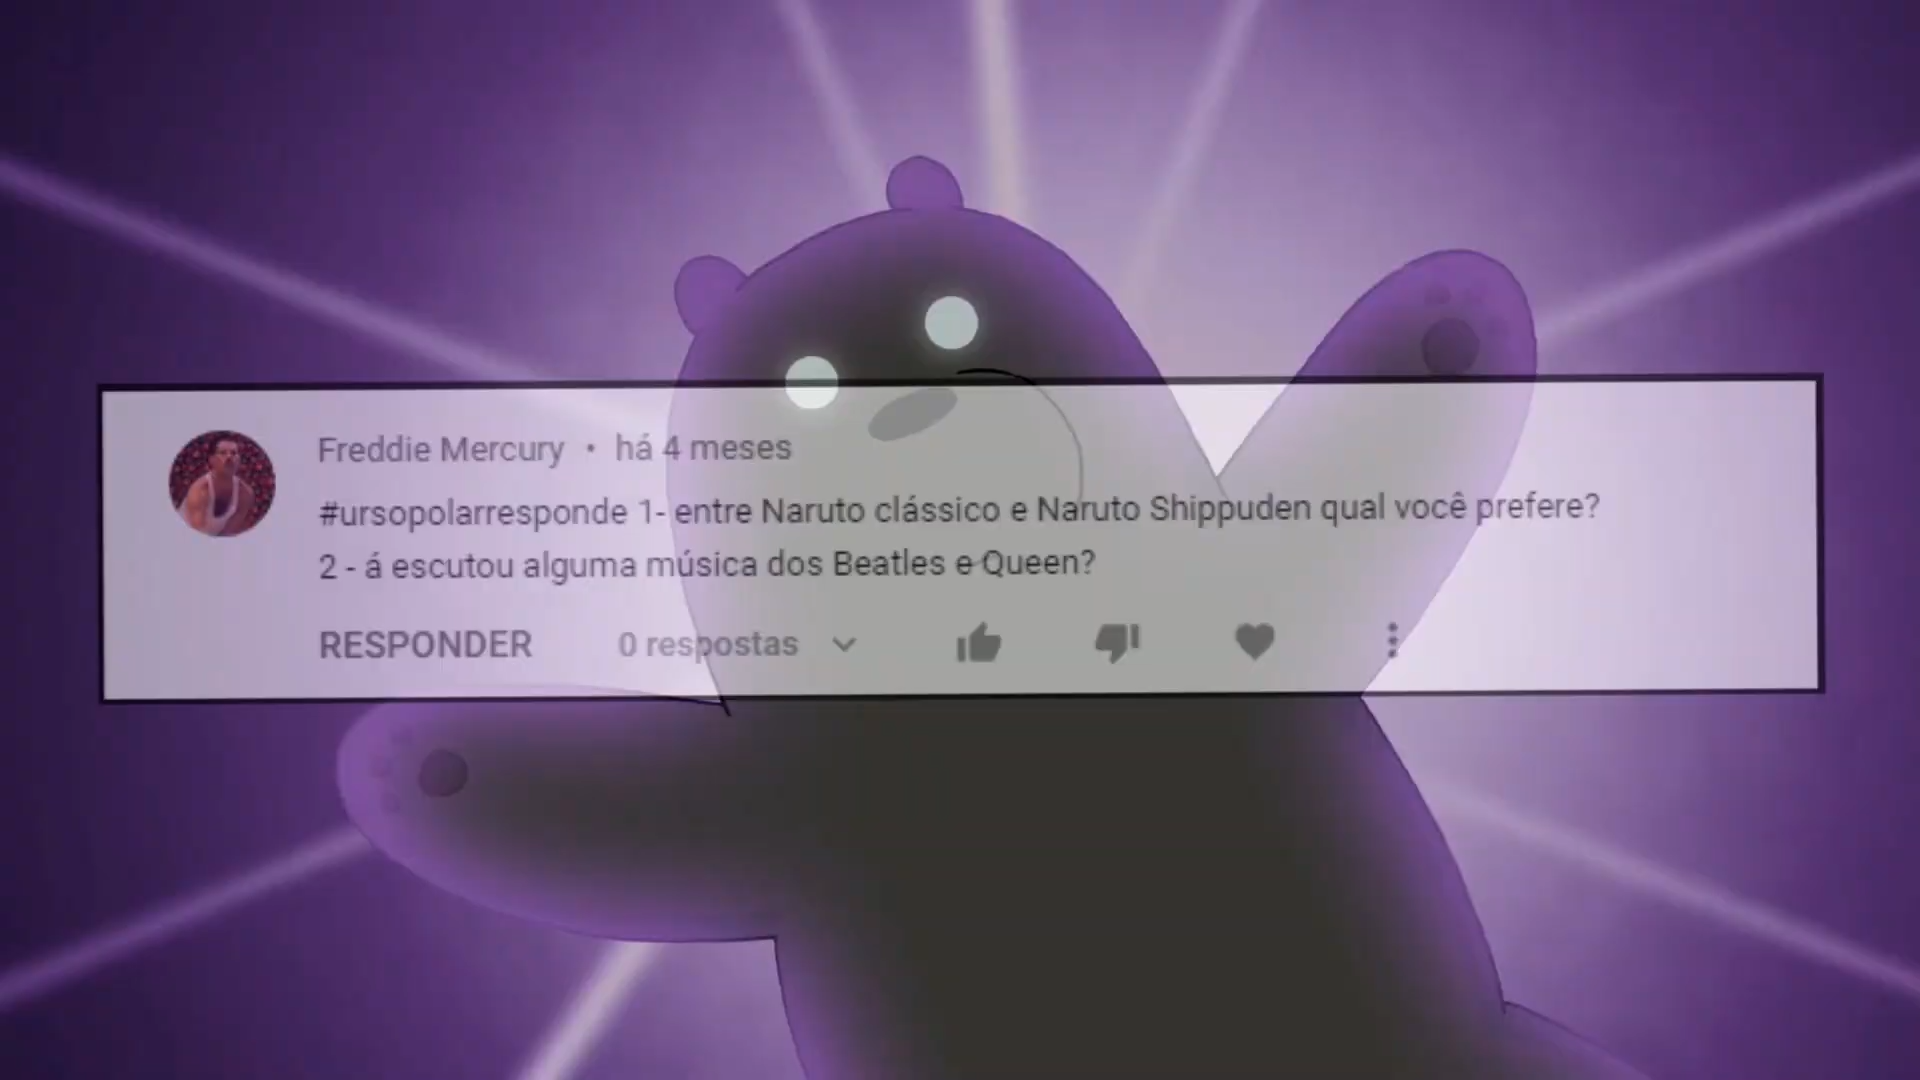 Freddie Mercury • há 4 meses
#ursopolarresponde 1- entre Naruto clássico e Naruto Shippuden qual você prefere?
2 - á escutou alguma música dos Beatles e Queen?
RESPONDER 0 respostas